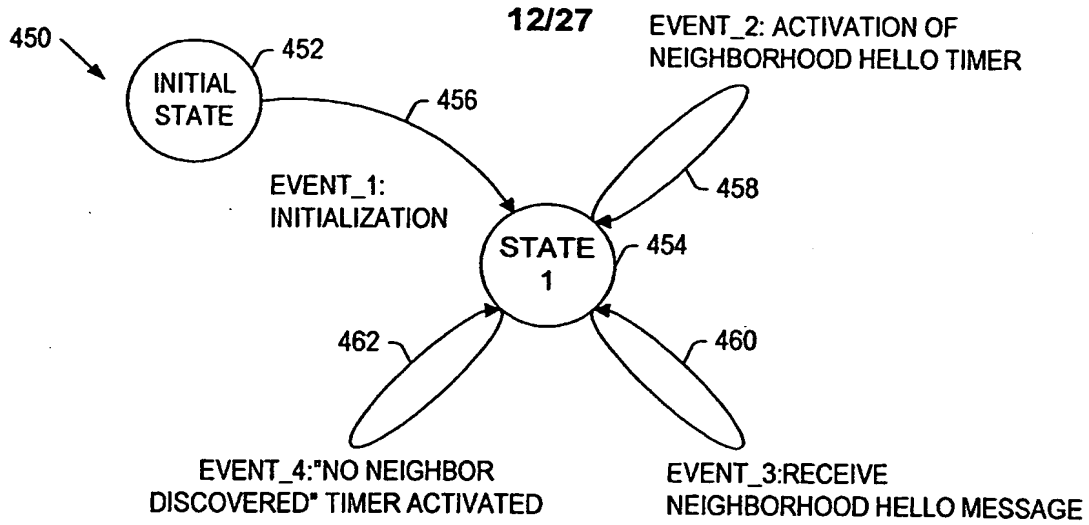 12/27
450
452
INITIAL
STATE
456
EVENT_1:
INITIALIZATION
EVENT_2: ACTIVATION OF
NEIGHBORHOOD HELLO TIMER
458
STATE
1
454
462
460
EVENT_4:"NO NEIGHBOR
DISCOVERED" TIMER ACTIVATED
EVENT_3:RECEIVE
NEIGHBORHOOD HELLO MESSAGE